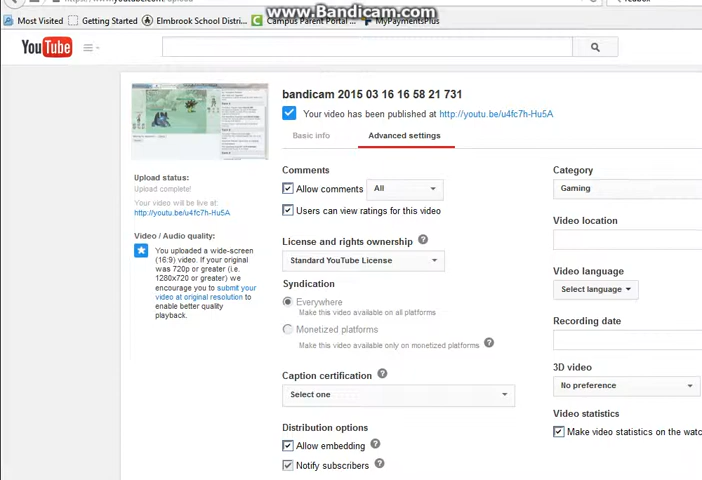 www.Bandicam.com
Most Visited Getting Started Elmbrook School Distri... Campus Parent Portal ... MyPaymentsPlus
YouTube
bandicam 2015 03 16 16 58 21 731
Your video has been published at http://youtu.be/u4fc7h-Hu5A
Basic info Advanced settings
Upload status:
Upload complete!
Your video will be live at:
http://youtu.be/u4fc7h-Hu5A
Video / Audio quality:
You uploaded a wide-screen
(16:9) video. If your original
was 720p or greater (i.e.
1280x720 or greater) we
encourage you to submit your
video at original resolution to
enable better quality
playback.
Comments
Allow comments All
Users can view ratings for this video
License and rights ownership ?
Standard YouTube License
Syndication
Everywhere
Make this video available on all platforms
Monetized platforms
Make this video available only on monetized platforms ?
Caption certification ?
Select one
Distribution options
Allow embedding ?
Notify subscribers ?
Category
Gaming
Video location
Video language
Select language
Recording date
3D video
No preference
Video statistics
Make video statistics on the watc